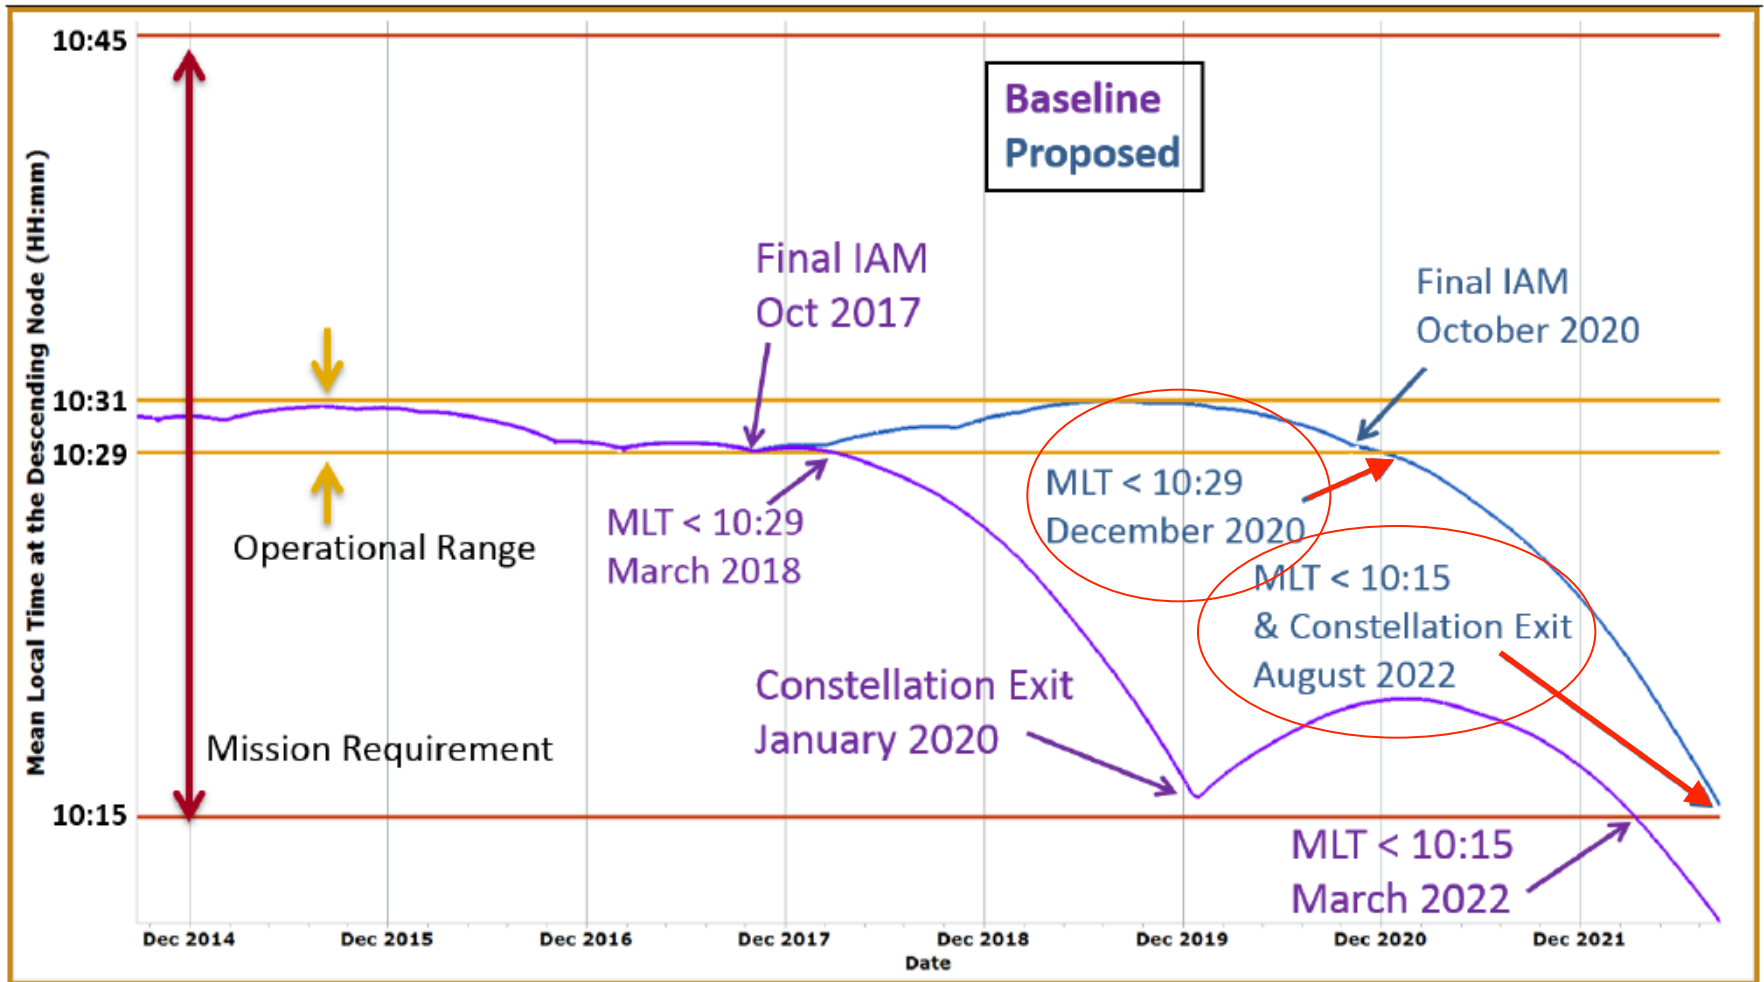 10:45
Baseline
Proposed
Final IAM
Oct 2017
Final IAM
October 2020
10:31
10:29
MLT < 10:29
December 2020
MLT < 10:29
March 2018
Operational Range
MLT < 10:15
& Constellation Exit
August 2022
Constellation Exit
January 2020
Mission Requirement
10:15
MLT < 10:15
March 2022
Mean Local Time at the Descending Node (HH:mm)
Dec 2014 Dec 2015 Dec 2016 Dec 2017 Dec 2018 Dec 2019 Dec 2020 Dec 2021
Date